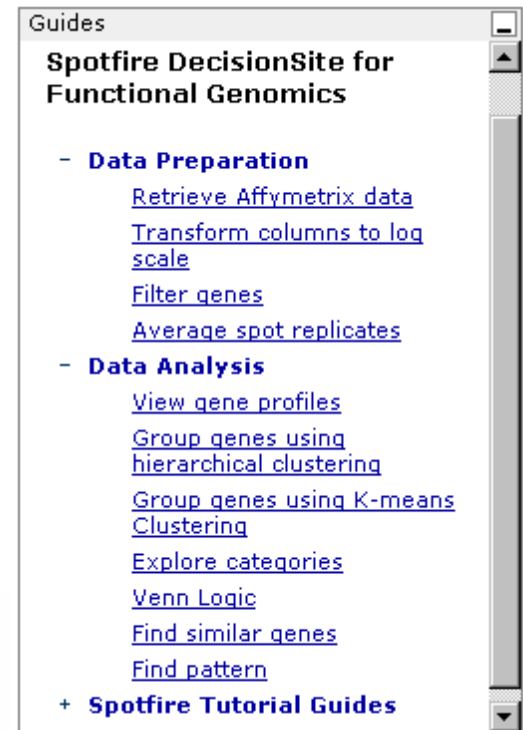 Guides
Spotfire DecisionSite for
Functional Genomics
- Data Preparation
Retrieve Affymetrix data
Transform columns to log
scale
Filter genes
Average spot replicates
- Data Analysis
View gene profiles
Group genes using
hierarchical clustering
Group genes using K-means
Clustering
Explore categories
Venn Logic
Find similar genes
Find pattern
+ Spotfire Tutorial Guides